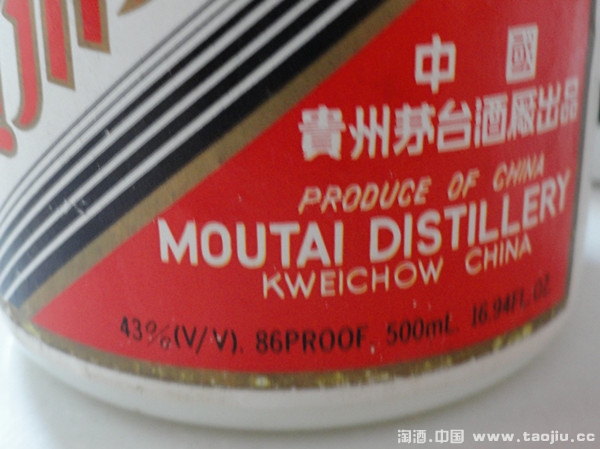 中國
貴州茅台酒厰出品
PRODUCE OF CHINA
MOUTAI DISTILLERY
KWEICHOW CHINA
43%(V/V). 86PROOF, 500mL. 16.94FL.OZ
淘酒.中国 www.taojiu.cc